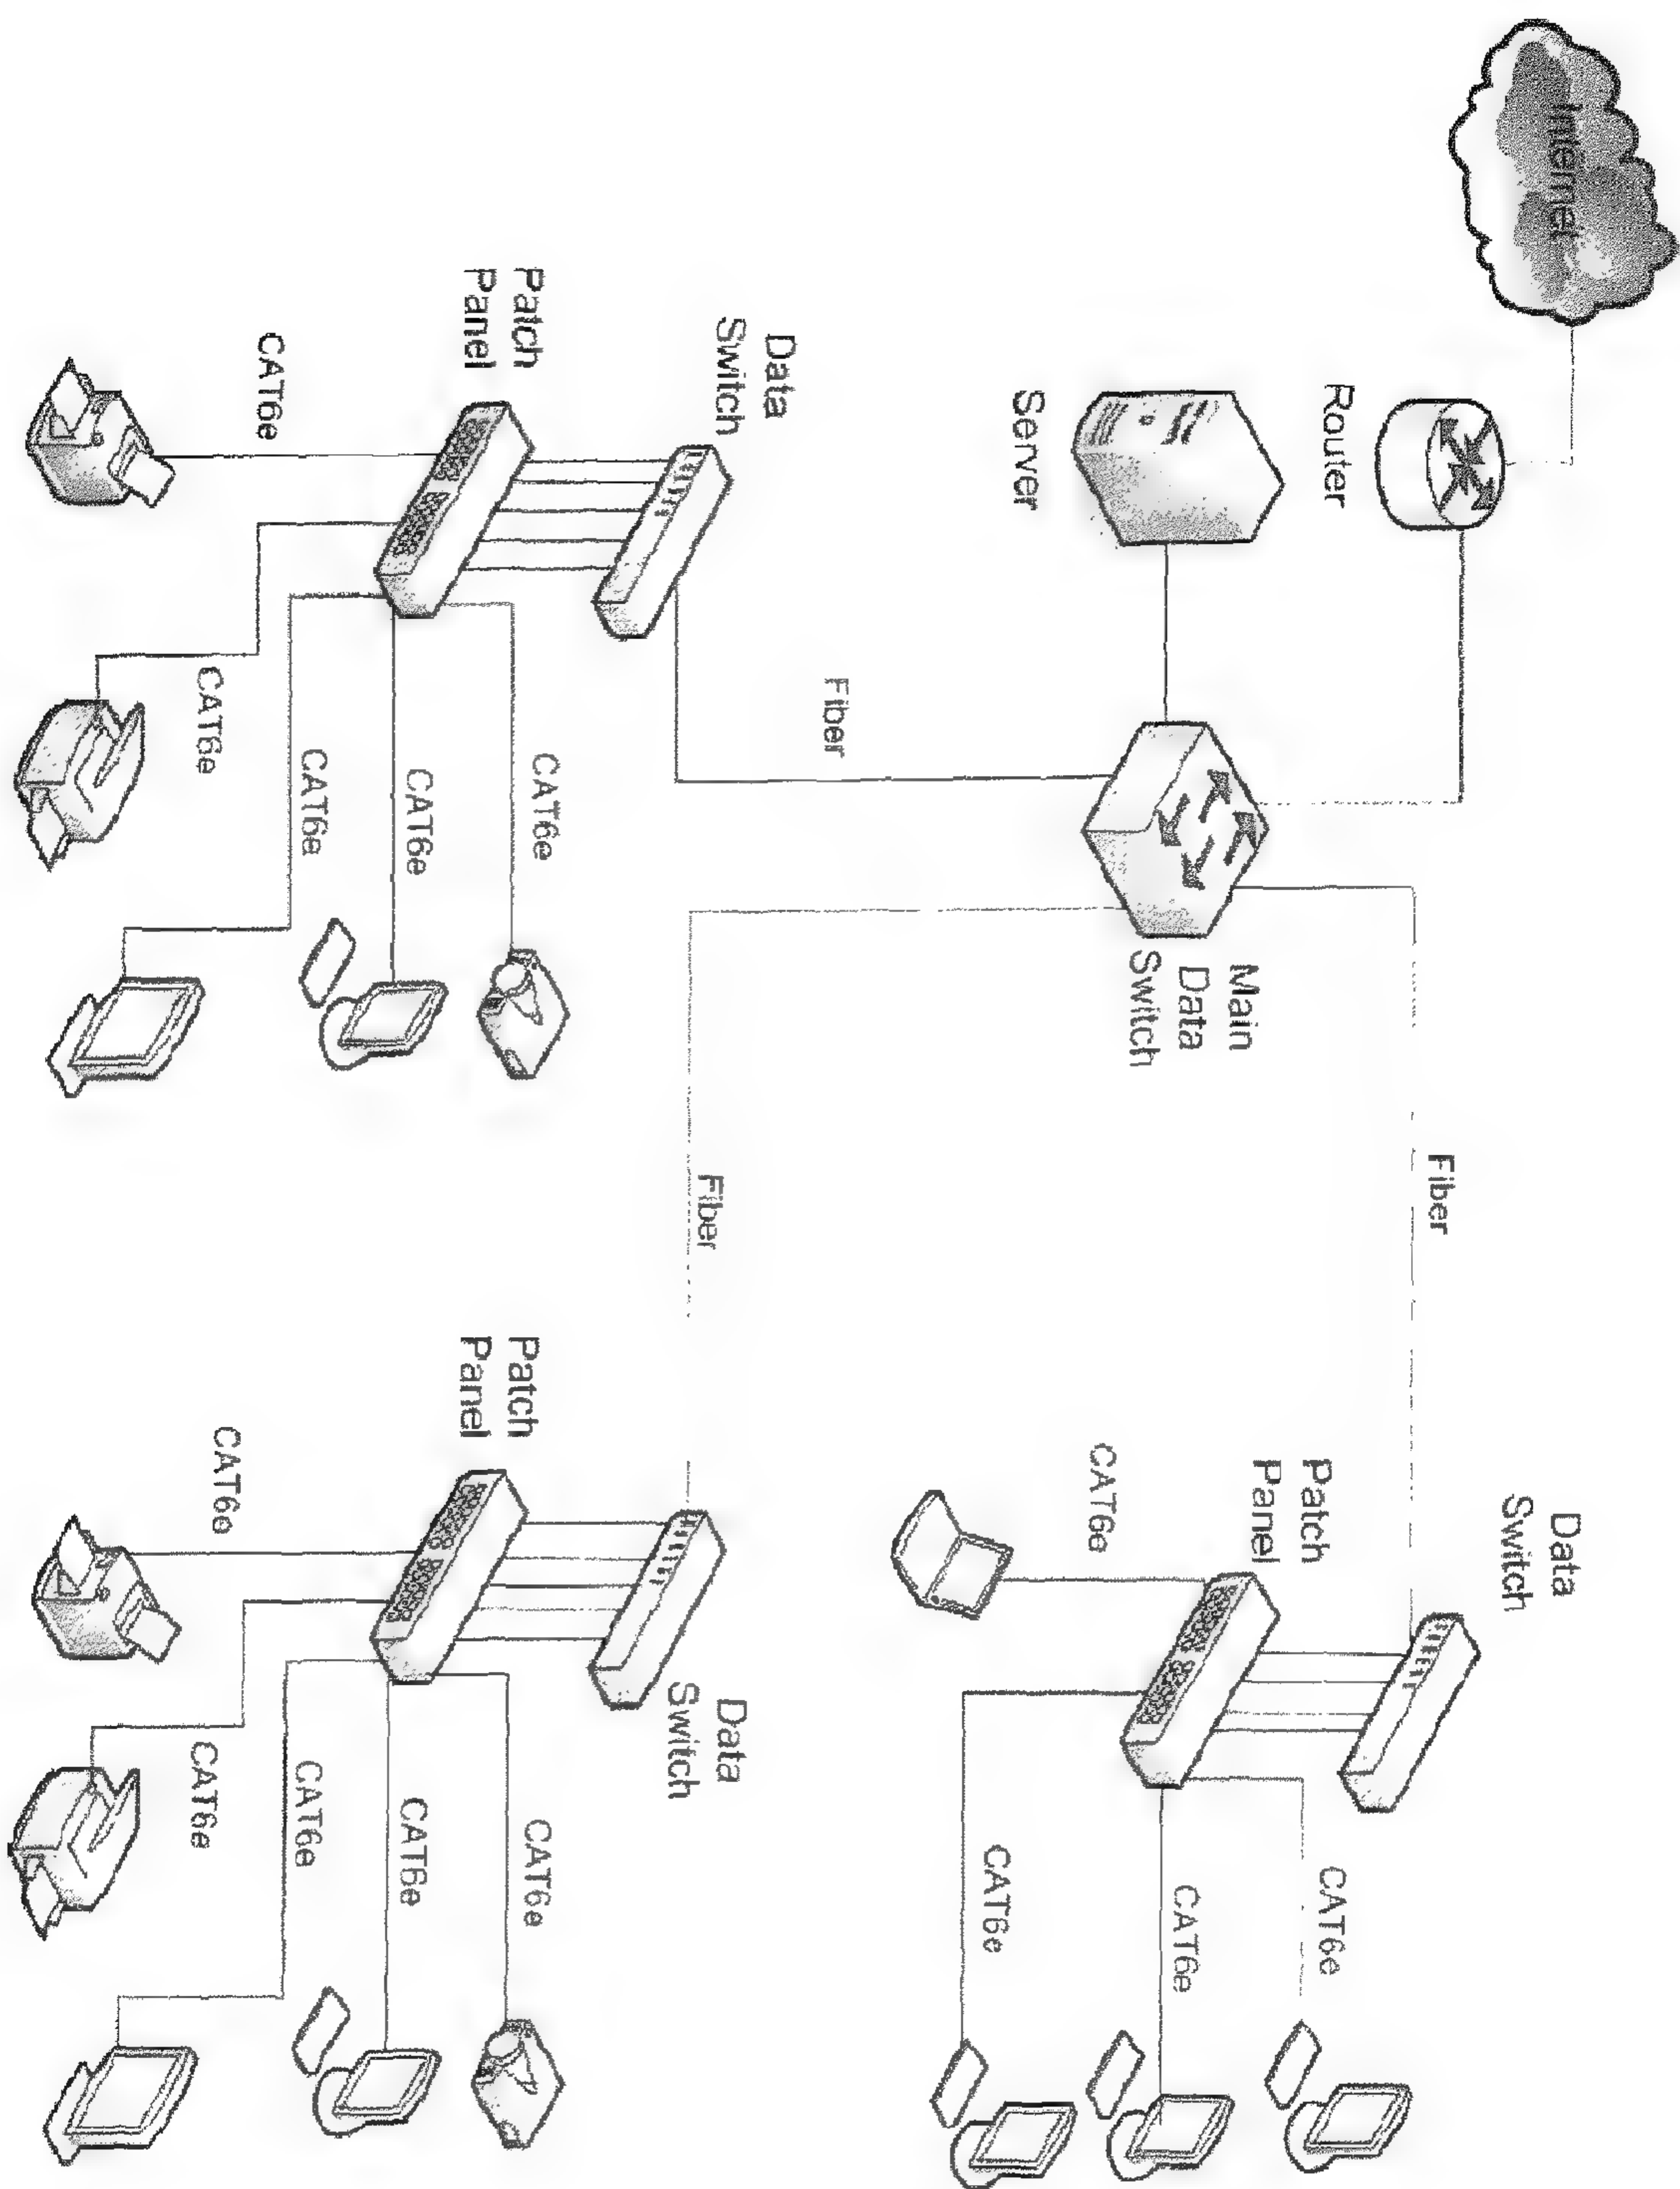 Internet
Router
Server
Main
Data
Switch
Fiber
Data
Switch
Patch
Panel
CAT6e
CAT6e
CAT6e
CAT6e
Fiber
Data
Switch
Patch
Panel
CAT6e
CAT6e
CAT6e
CAT6e
CAT6e
Fiber
Data
Switch
Patch
Panel
CAT6e
CAT6e
CAT6e
CAT6e
CAT6e